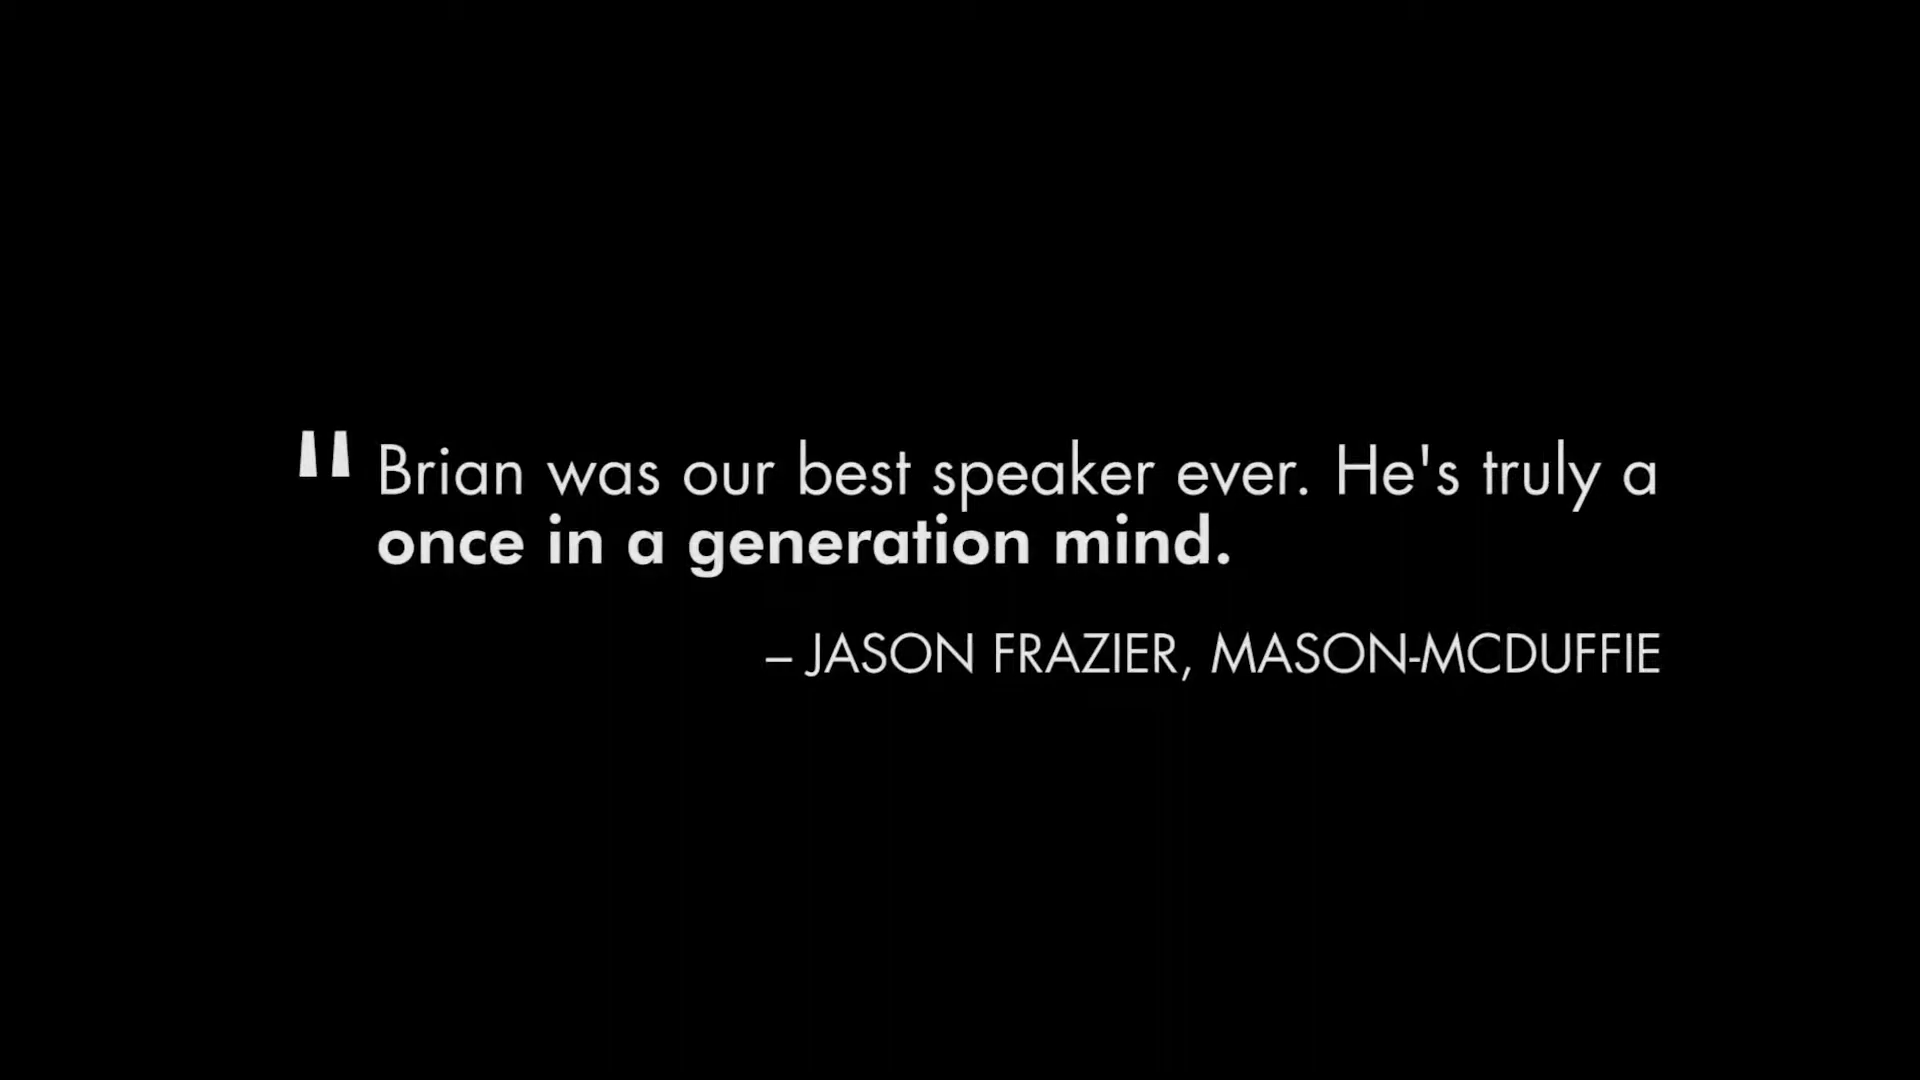 " Brian was our best speaker ever. He's truly a
once in a generation mind.
– JASON FRAZIER, MASON-MCDUFFIE